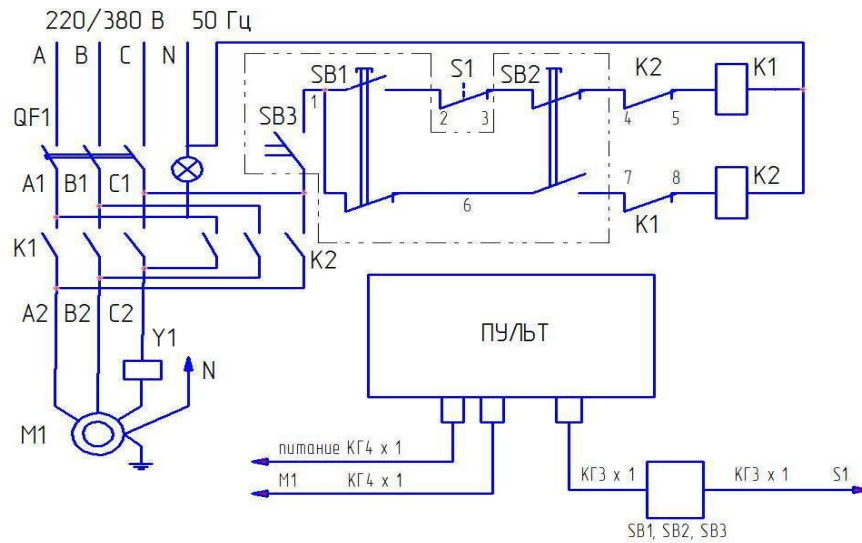 220/380 В 50 Гц
A B C N
QF1
A1 B1 C1
K1
K2
A2 B2 C2
Y1
N
M1
SB3
SB1 S1 SB2 K2 K1
1 2 3 4 5
K2
6 7 8
K1
ПУЛЬТ
питание КГ4 х 1
М1 КГ4 х 1
КГ3 х 1 КГ3 х 1 S1
SB1, SB2, SB3